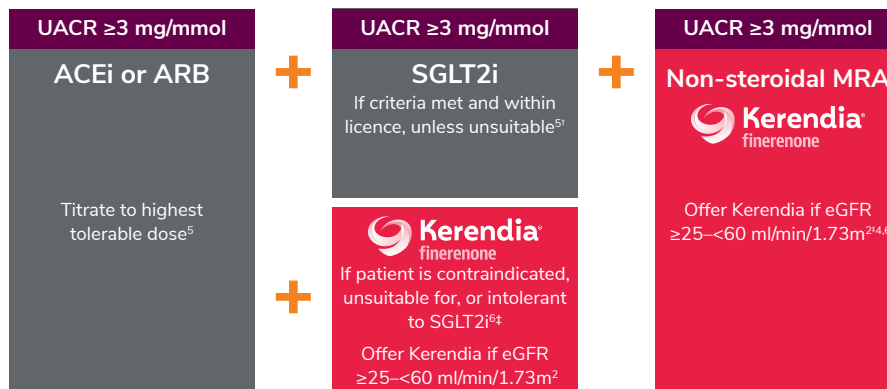 UACR ≥3 mg/mmol
ACEi or ARB
Titrate to highest
tolerable dose⁵
+
UACR ≥3 mg/mmol
SGLT2i
If criteria met and within
licence, unless unsuitable⁵†
+
Kerendia®
finerenone
If patient is contraindicated,
unsuitable for, or intolerant
to SGLT2i⁶‡
Offer Kerendia if eGFR
≥25–<60 ml/min/1.73m²
+
UACR ≥3 mg/mmol
Non-steroidal MRA
Kerendia®
finerenone
Offer Kerendia if eGFR
≥25–<60 ml/min/1.73m²‡⁴,⁶